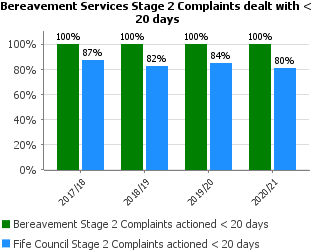 Bereavement Services Stage 2 Complaints dealt with <
20 days
100% 100% 100% 100%
87% 82% 84% 80%
100%
80%
60%
40%
20%
0%
2017/18 2018/19 2019/20 2020/21
Bereavement Stage 2 Complaints actioned < 20 days
Fife Council Stage 2 Complaints actioned < 20 days